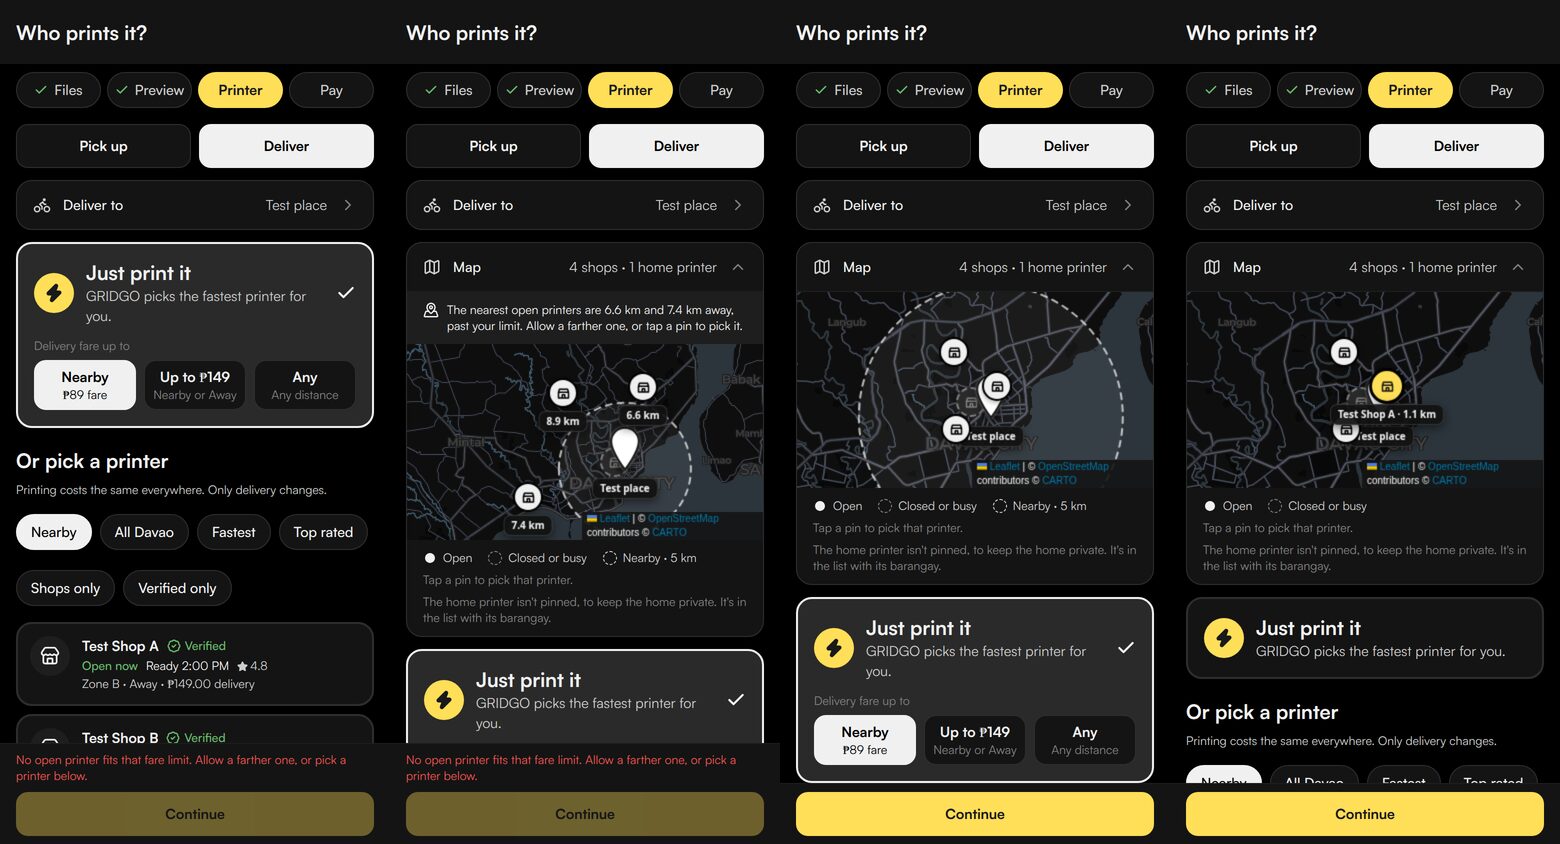 Who prints it?
Files
Preview
Printer
Pay
Pick up
Deliver
Deliver to
Test place
Just print it
GRIDGO picks the fastest printer for
you.
Delivery fare up to
Nearby
₱89 fare
Up to ₱149
Nearby or Away
Any
Any distance
Or pick a printer
Printing costs the same everywhere. Only delivery changes.
Nearby
All Davao
Fastest
Top rated
Shops only
Verified only
Test Shop A
Verified
Open now Ready 2:00 PM ★4.8
Zone B · Away · ₱149.00 delivery
Test Shop B
Verified
No open printer fits that fare limit. Allow a farther one, or pick a
printer below.
Continue
Who prints it?
Files
Preview
Printer
Pay
Pick up
Deliver
Deliver to
Test place
Map
4 shops · 1 home printer
The nearest open printers are 6.6 km and 7.4 km away,
past your limit. Allow a farther one, or tap a pin to pick it.
Babak
8.9 km
6.6 km
Mintal
Test place
7.4 km
Leaflet | © OpenStreetMap
contributors © CARTO
Open
Closed or busy
Nearby · 5 km
Tap a pin to pick that printer.
The home printer isn't pinned, to keep the home private. It's in
the list with its barangay.
Just print it
GRIDGO picks the fastest printer for
you.
No open printer fits that fare limit. Allow a farther one, or pick a
printer below.
Continue
Who prints it?
Files
Preview
Printer
Pay
Pick up
Deliver
Deliver to
Test place
Map
4 shops · 1 home printer
Langub
est place
Leaflet | © OpenStreetMap
contributors © CARTO
Open
Closed or busy
Nearby · 5 km
Tap a pin to pick that printer.
The home printer isn't pinned, to keep the home private. It's in
the list with its barangay.
Just print it
GRIDGO picks the fastest printer for
you.
Delivery fare up to
Nearby
₱89 fare
Up to ₱149
Nearby or Away
Any
Any distance
Continue
Who prints it?
Files
Preview
Printer
Pay
Pick up
Deliver
Deliver to
Test place
Map
4 shops · 1 home printer
Langub
Test Shop A · 1.1 km
est place
Leaflet | © OpenStreetMap
contributors © CARTO
Open
Closed or busy
Tap a pin to pick that printer.
The home printer isn't pinned, to keep the home private. It's in
the list with its barangay.
Just print it
GRIDGO picks the fastest printer for you.
Or pick a printer
Printing costs the same everywhere. Only delivery changes.
Nearby
All Davao
Fastest
Top rated
Continue